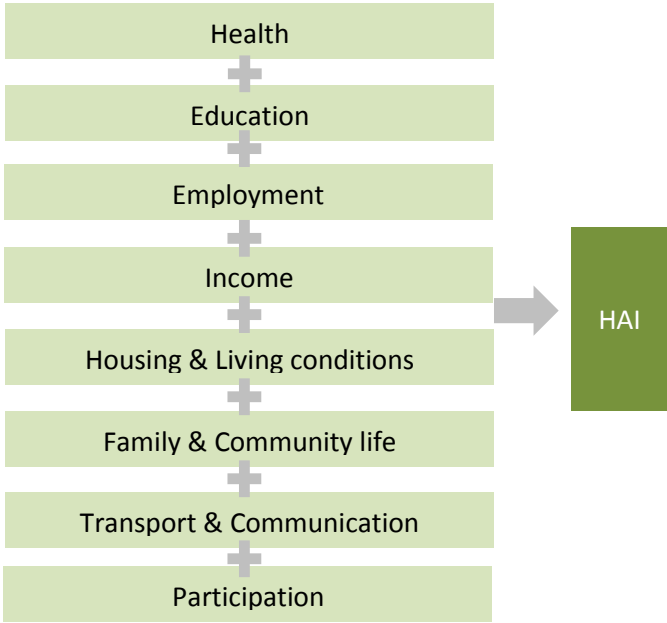 Health
Education
Employment
Income
HAI
Housing & Living conditions
Family & Community life
Transport & Communication
Participation